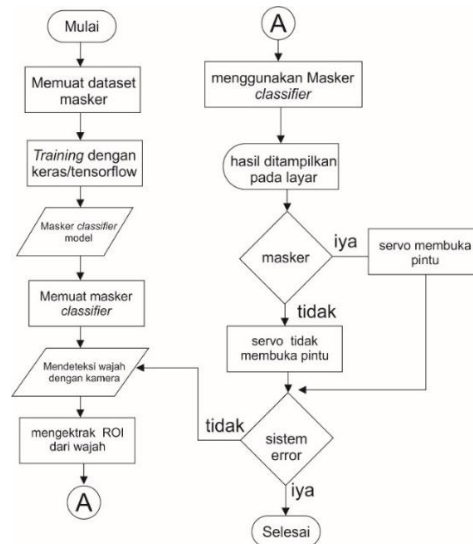 Mulai
Memuat dataset
masker
Training dengan
keras/tensorflow
Masker classifier
model
Memuat masker
classifier
Mendeteksi wajah
dengan kamera
mengektrak ROI
dari wajah
A
A
menggunakan Masker
classifier
hasil ditampilkan
pada layar
masker
iya
servo membuka
pintu
tidak
servo tidak
membuka pintu
tidak
sistem
error
iya
Selesai